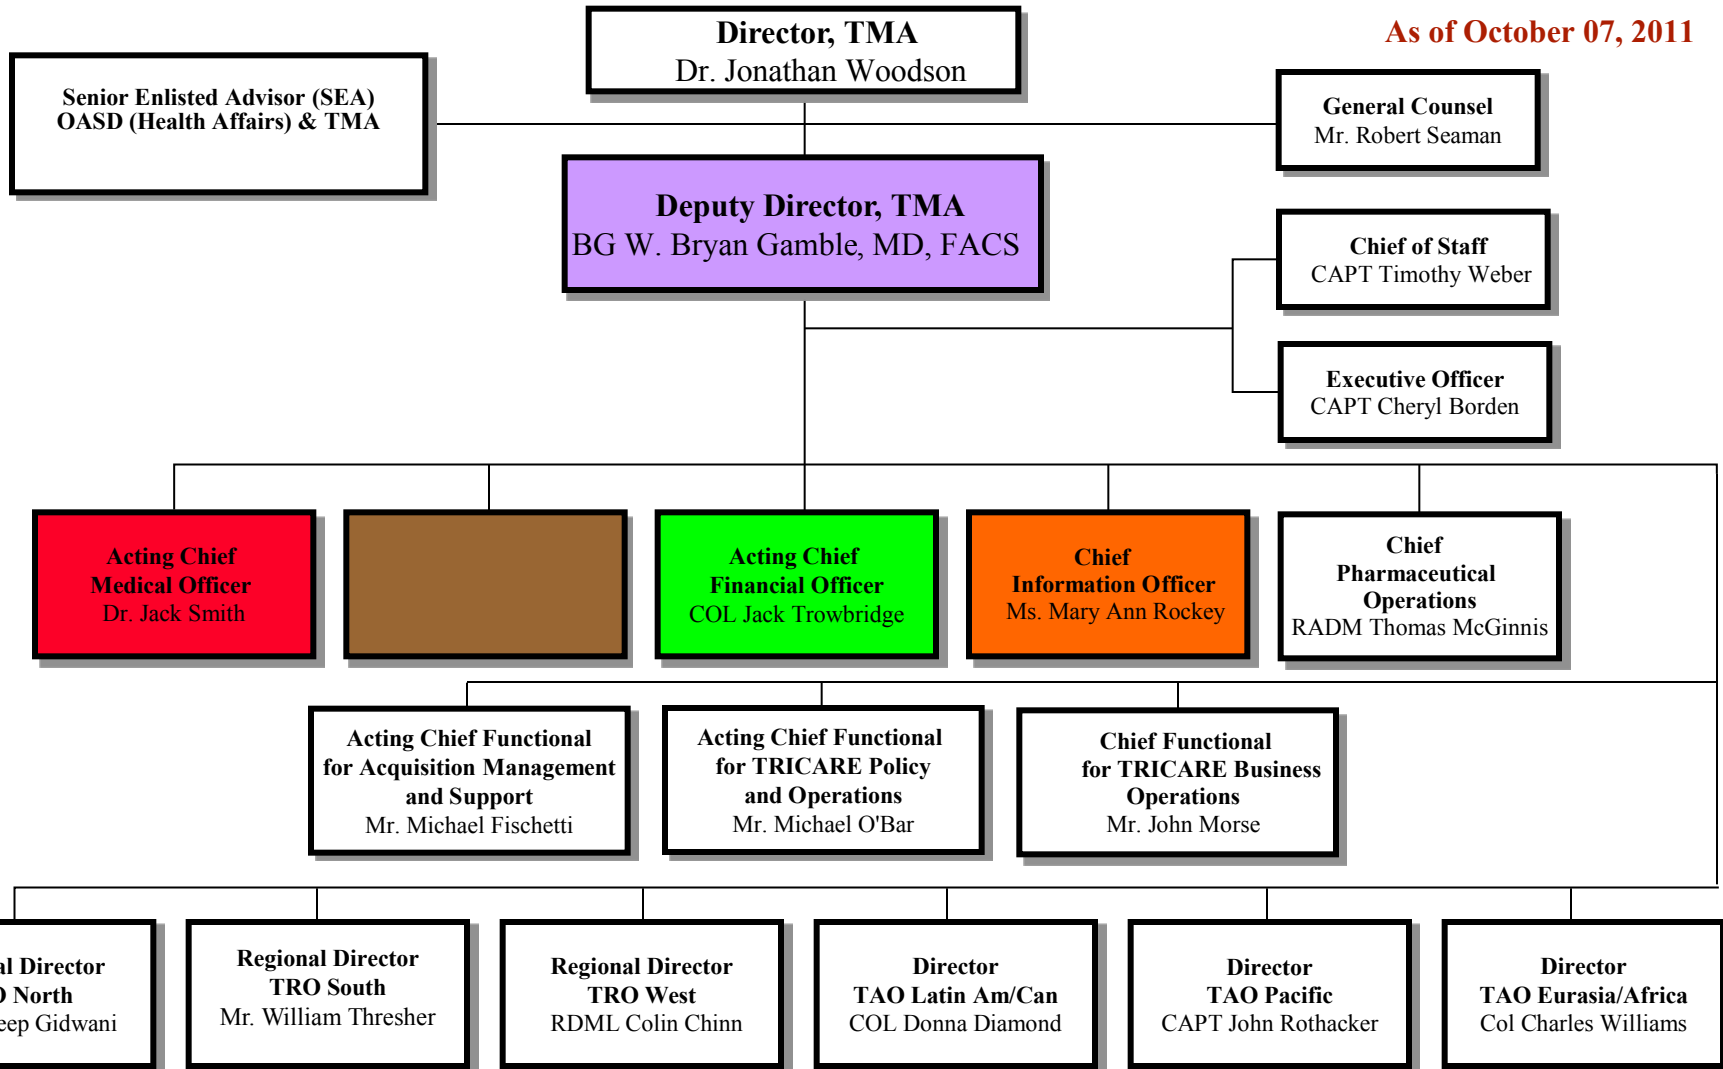 Director, TMA
Dr. Jonathan Woodson
As of October 07, 2011
Senior Enlisted Advisor (SEA)
OASD (Health Affairs) & TMA
General Counsel
Mr. Robert Seaman
Deputy Director, TMA
BG W. Bryan Gamble, MD, FACS
Chief of Staff
CAPT Timothy Weber
Executive Officer
CAPT Cheryl Borden
Acting Chief
Medical Officer
Dr. Jack Smith
Acting Chief
Financial Officer
COL Jack Trowbridge
Chief
Information Officer
Ms. Mary Ann Rockey
Chief
Pharmaceutical
Operations
RADM Thomas McGinnis
Acting Chief Functional
for Acquisition Management
and Support
Mr. Michael Fischetti
Acting Chief Functional
for TRICARE Policy
and Operations
Mr. Michael O'Bar
Chief Functional
for TRICARE Business
Operations
Mr. John Morse
Director
North
Gidwani
Regional Director
TRO South
Mr. William Thresher
Regional Director
TRO West
RDML Colin Chinn
Director
TAO Latin Am/Can
COL Donna Diamond
Director
TAO Pacific
CAPT John Rothacker
Director
TAO Eurasia/Africa
Col Charles Williams